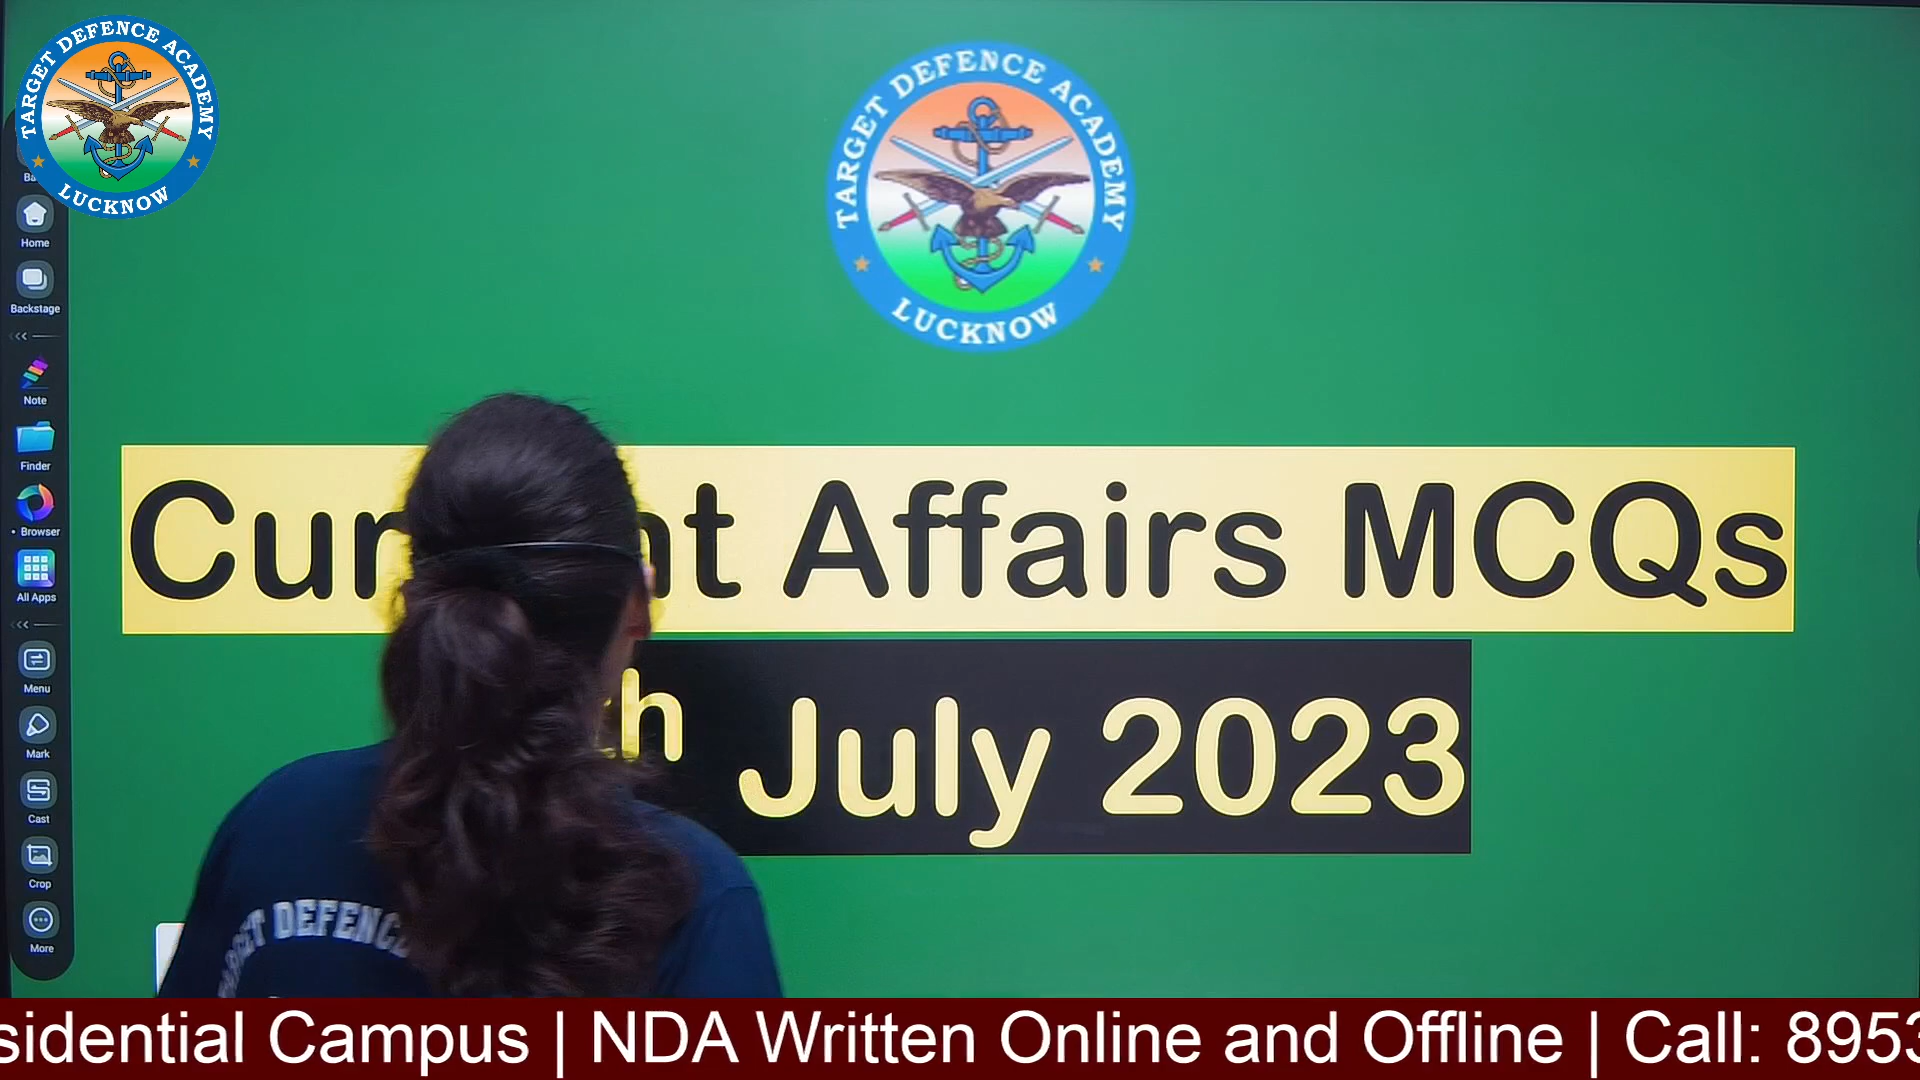 TARGET DEFENCE ACADEMY
LUCKNOW
TARGET DEFENCE ACADEMY
LUCKNOW
Home
Backstage
Note
Finder
Browser
All Apps
Menu
Mark
Cast
Crop
More
Cur nt Affairs MCQs
h July 2023
DEFENC
sidential Campus | NDA Written Online and Offline | Call: 8953